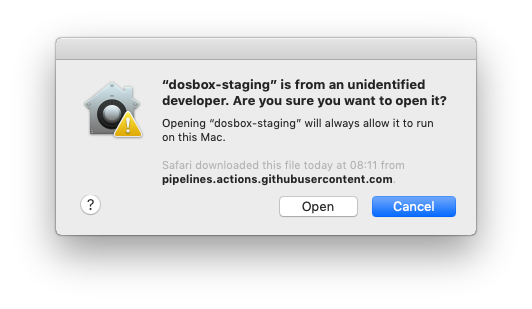 “dosbox-staging” is from an unidentified
developer. Are you sure you want to open it?
Opening “dosbox-staging” will always allow it to run
on this Mac.
Safari downloaded this file today at 08:11 from
pipelines.actions.githubusercontent.com.
?
Open
Cancel